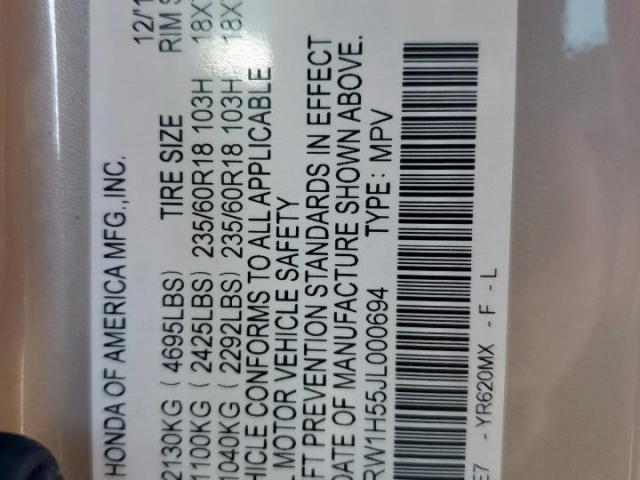 12/1
HONDA OF AMERICA MFG.,INC.
TIRE SIZE RIM S
2130KG ( 4695LBS)
1100KG ( 2425LBS) 235/60R18 103H 18X
1040KG ( 2292LBS) 235/60R18 103H 18X
HICLE CONFORMS TO ALL APPLICABLE
L MOTOR VEHICLE SAFETY
FT PREVENTION STANDARDS IN EFFECT
DATE OF MANUFACTURE SHOWN ABOVE.
RW1H55JL000694 TYPE: MPV
E7 - YR620MX - F - L